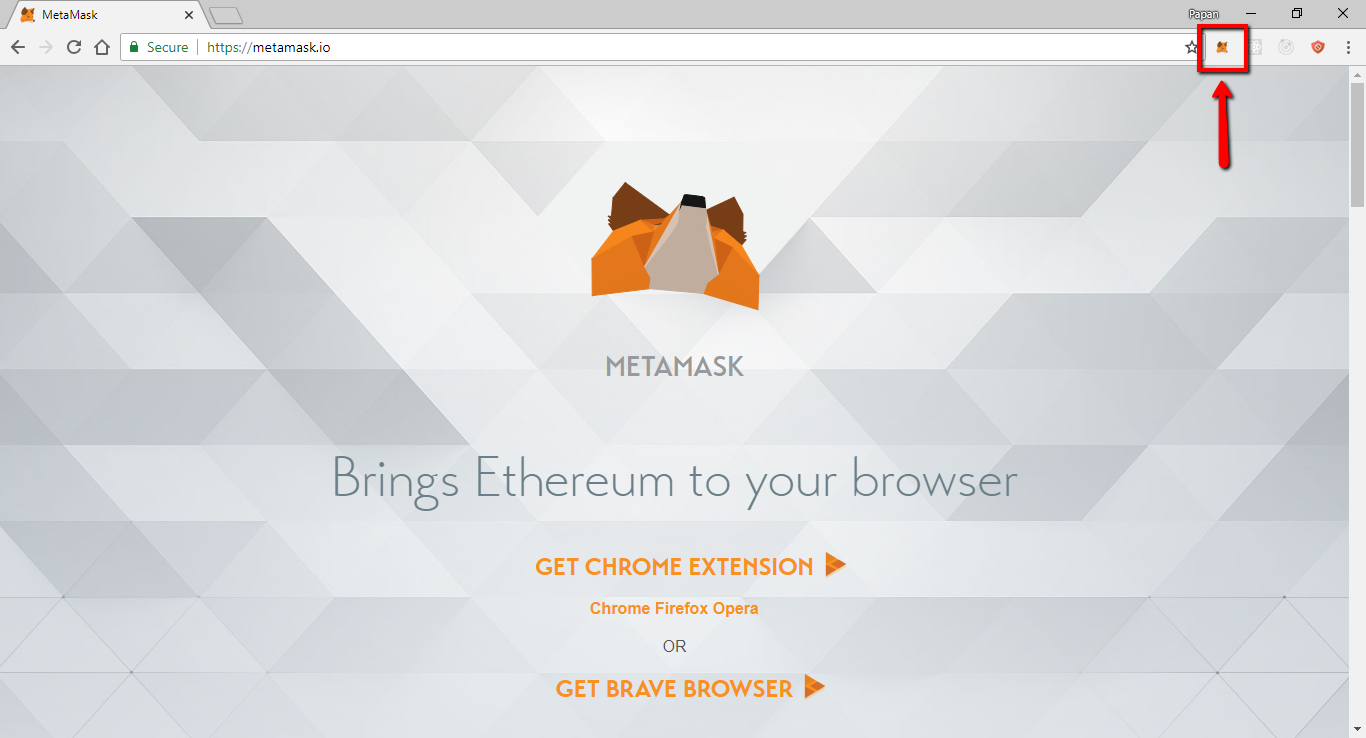 MetaMask
Papan
Secure
https://metamask.io
METAMASK
Brings Ethereum to your browser
GET CHROME EXTENSION
Chrome Firefox Opera
OR
GET BRAVE BROWSER